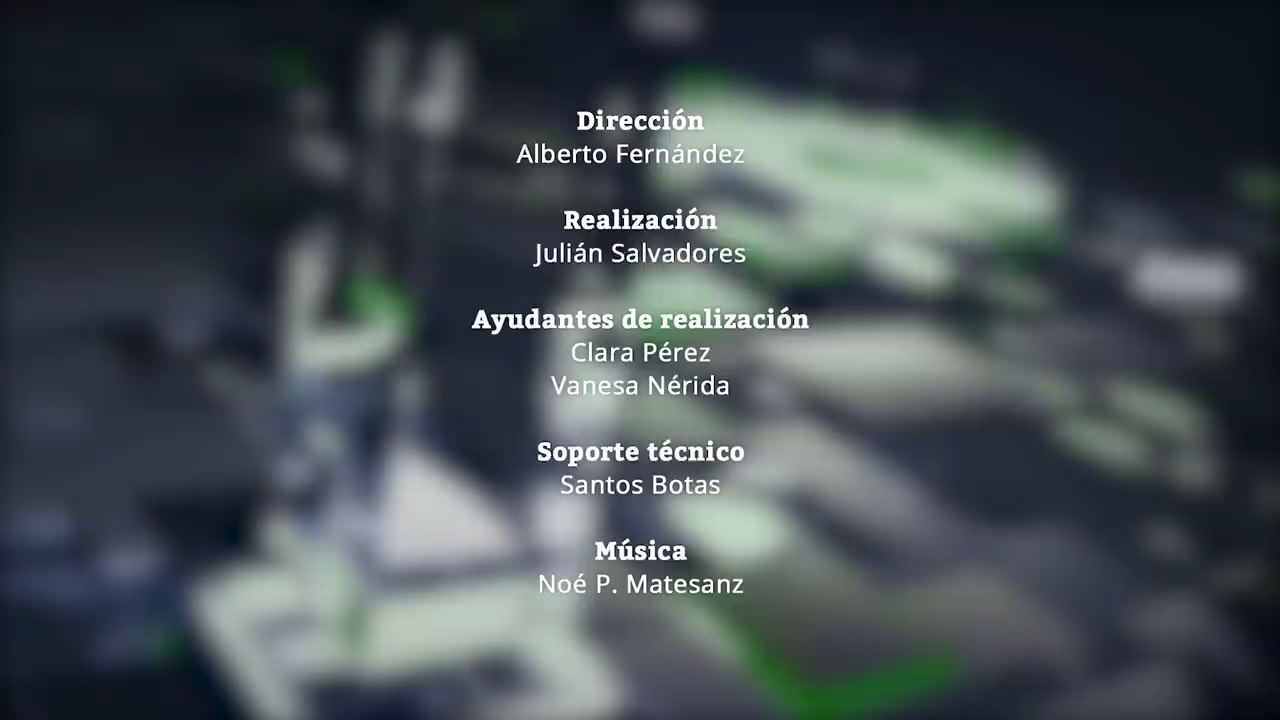 Dirección
Alberto Fernández
Realización
Julián Salvadores
Ayudantes de realización
Clara Pérez
Vanesa Nérida
Soporte técnico
Santos Botas
Música
Noé P. Matesanz